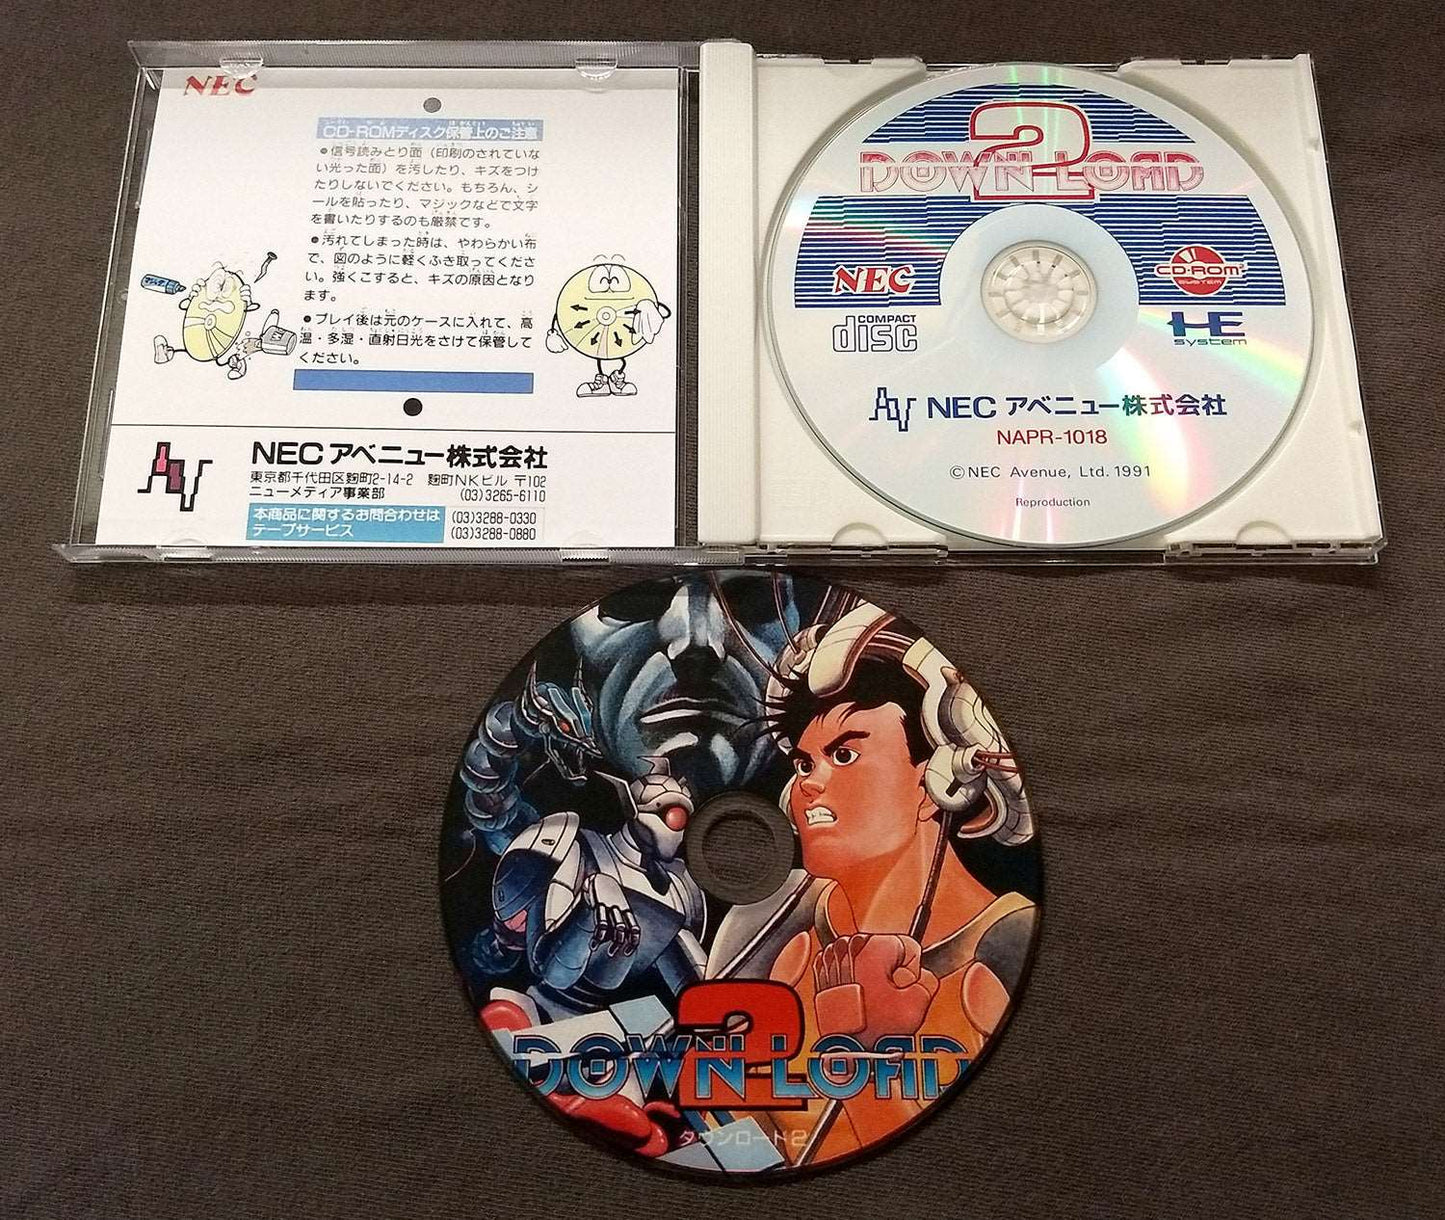 NEC
CD-ROMディスク保管上のご注意
●信号読みとり面（印刷のされていな
い光った面）を汚したり、キズをつけ
たりしないでください。もちろん、シ
ールを貼ったり、マジックなどで文字
を書いたりするのも厳禁です。
●汚れてしまった時は、やわらかい布
で、図のように軽くふき取ってくださ
い。強くこすると、キズの原因となり
ます。
●プレイ後は元のケースに入れて、高
温・多湿・直射日光をさけて保管して
ください。
NEC アベニュー株式会社
東京都千代田区麹町2-14-2 麹町NKビル 〒102
ニューメディア事業部 (03)3265-6110
本商品に関するお問合わせは (03)3288-0330
テープサービス (03)3288-0880
2
DOWN LOAD
NEC
CD-ROM²
SYSTEM
COMPACT
disc
HE
system
NEC アベニュー株式会社
NAPR-1018
©NEC Avenue, Ltd. 1991
Reproduction
2
DOWN LOAD
ダウンロード2